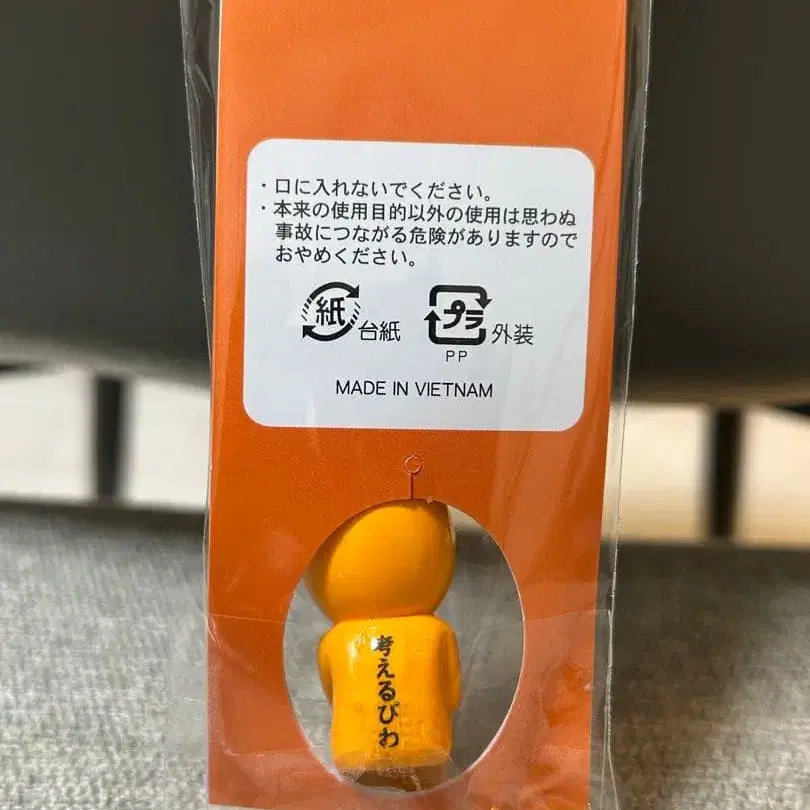 ・口に入れないでください。
・本来の使用目的以外の使用は思わぬ
事故につながる危険がありますので
おやめください。
紙 台紙 プラ 外装
PP
MADE IN VIETNAM
考えるびわ